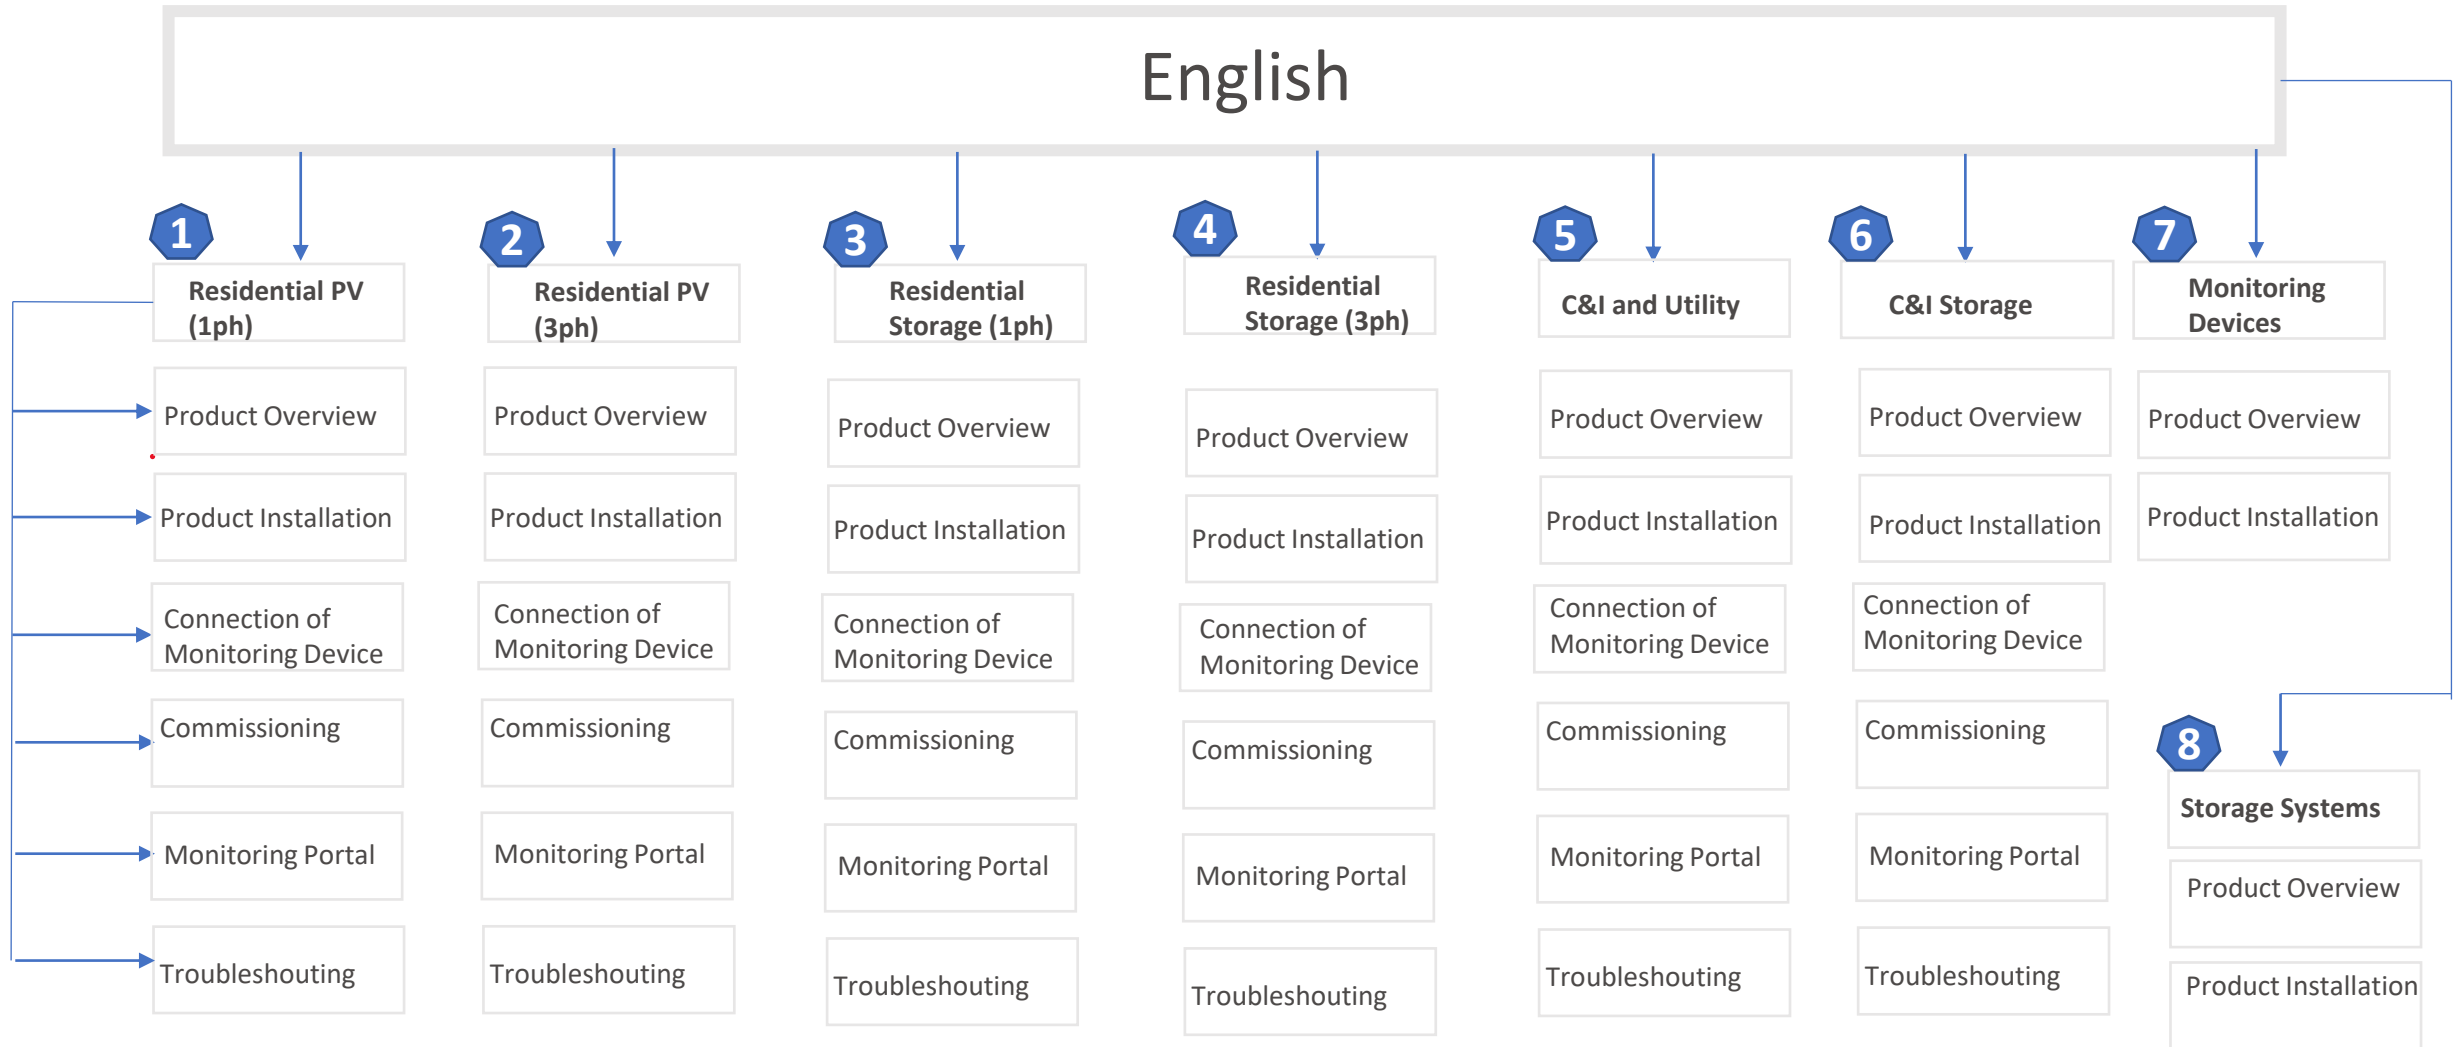 English
1
Residential PV
(1ph)
Product Overview
Product Installation
Connection of
Monitoring Device
Commissioning
Monitoring Portal
Troubleshouting
2
Residential PV
(3ph)
Product Overview
Product Installation
Connection of
Monitoring Device
Commissioning
Monitoring Portal
Troubleshouting
3
Residential
Storage (1ph)
Product Overview
Product Installation
Connection of
Monitoring Device
Commissioning
Monitoring Portal
Troubleshouting
4
Residential
Storage (3ph)
Product Overview
Product Installation
Connection of
Monitoring Device
Commissioning
Monitoring Portal
Troubleshouting
5
C&I and Utility
Product Overview
Product Installation
Connection of
Monitoring Device
Commissioning
Monitoring Portal
Troubleshouting
6
C&I Storage
Product Overview
Product Installation
Connection of
Monitoring Device
Commissioning
Monitoring Portal
Troubleshouting
7
Monitoring
Devices
Product Overview
Product Installation
8
Storage Systems
Product Overview
Product Installation